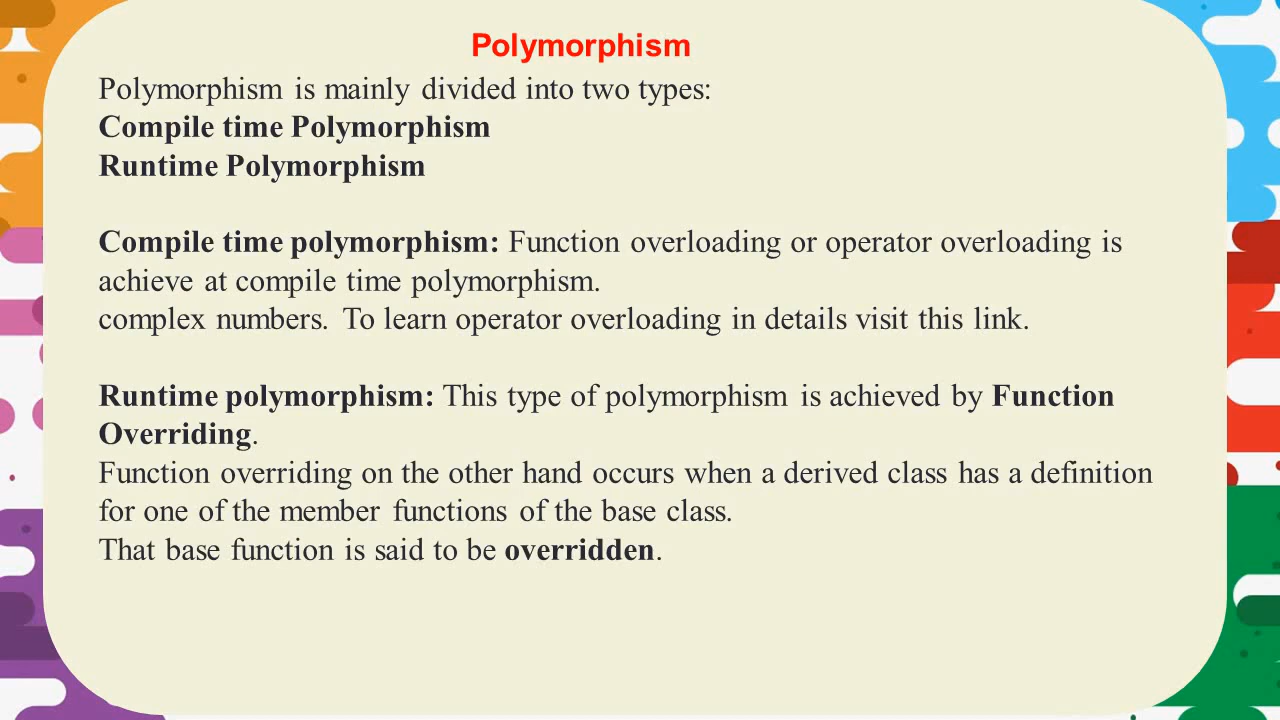 Polymorphism
Polymorphism is mainly divided into two types:
Compile time Polymorphism
Runtime Polymorphism
Compile time polymorphism: Function overloading or operator overloading is
achieve at compile time polymorphism.
complex numbers. To learn operator overloading in details visit this link.
Runtime polymorphism: This type of polymorphism is achieved by Function
Overriding.
Function overriding on the other hand occurs when a derived class has a definition
for one of the member functions of the base class.
That base function is said to be overridden.